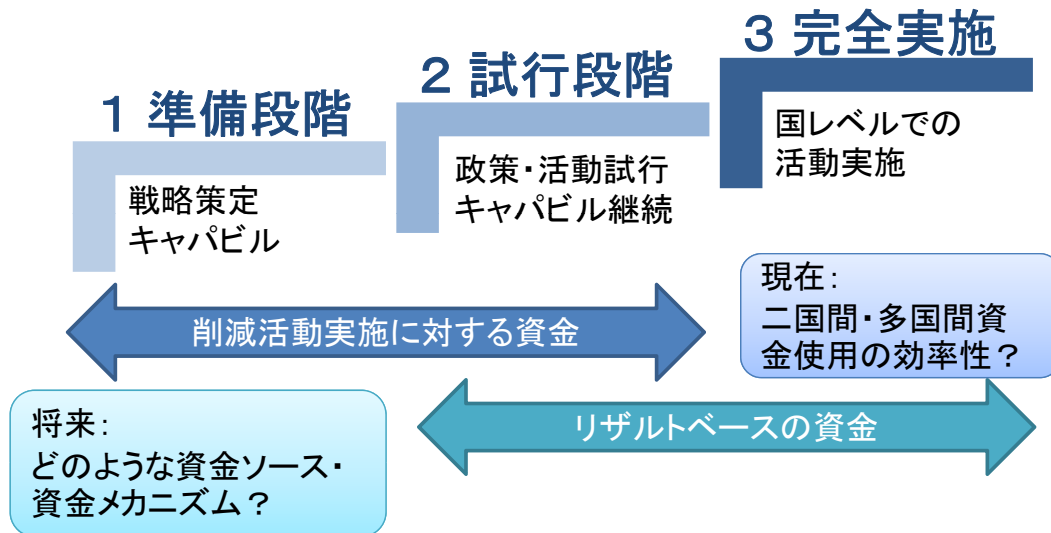 1 準備段階
戦略策定
キャパビル
2 試行段階
政策・活動試行
キャパビル継続
3 完全実施
国レベルでの
活動実施
削減活動実施に対する資金
現在：
二国間・多国間資
金使用の効率性？
将来：
どのような資金ソース・
資金メカニズム？
リザルトベースの資金